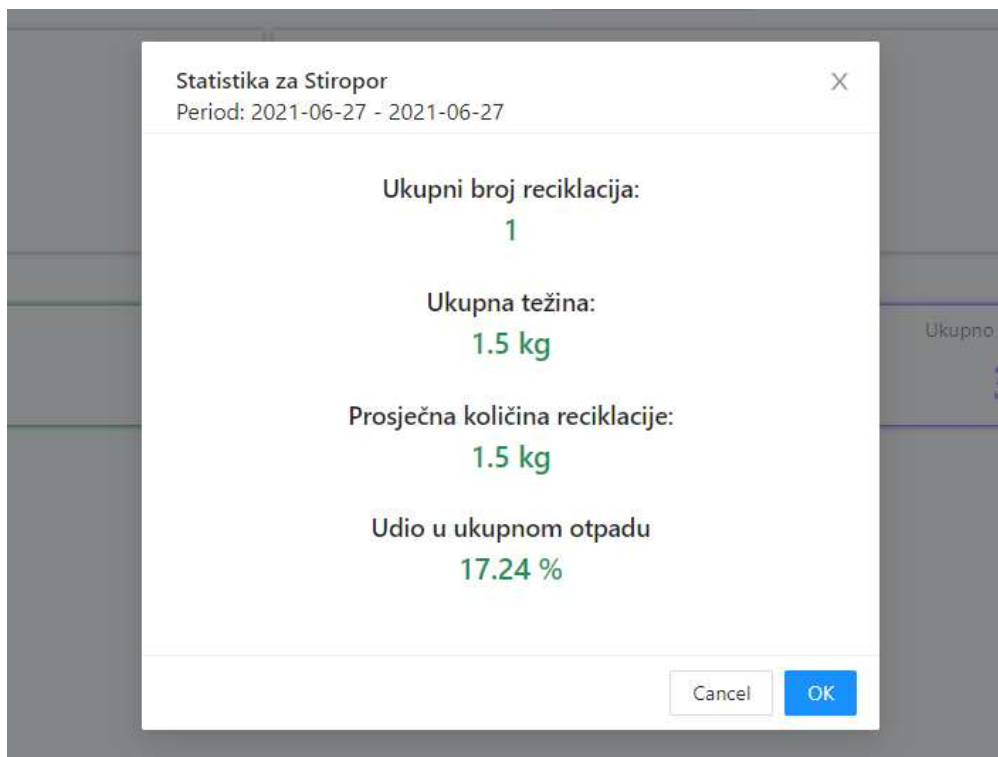 Statistika za Stiropor
X
Period: 2021-06-27 - 2021-06-27
Ukupni broj reciklacija:
1
Ukupna težina:
1.5 kg
Ukupno
Prosječna količina reciklacije:
1.5 kg
Udio u ukupnom otpadu
17.24 %
Cancel
OK